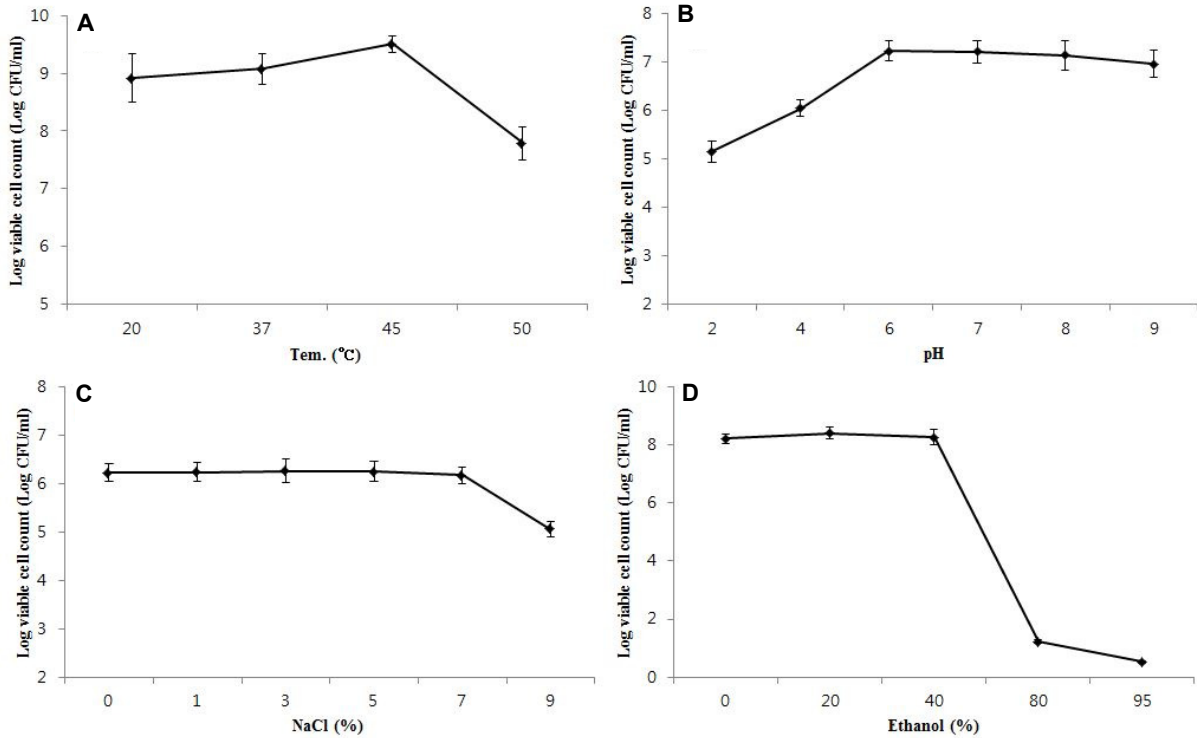 A
Log viable cell count (Log CFU/ml)
10
9
8
7
6
5
20 37 45 50
Tem. (℃)
B
Log viable cell count (Log CFU/ml)
8
7
6
5
4
3
2
2 4 6 7 8 9
pH
C
Log viable cell count (Log CFU/ml)
8
7
6
5
4
3
2
0 1 3 5 7 9
NaCl (%)
D
Log viable cell count (Log CFU/ml)
10
8
6
4
2
0
0 20 40 80 95
Ethanol (%)